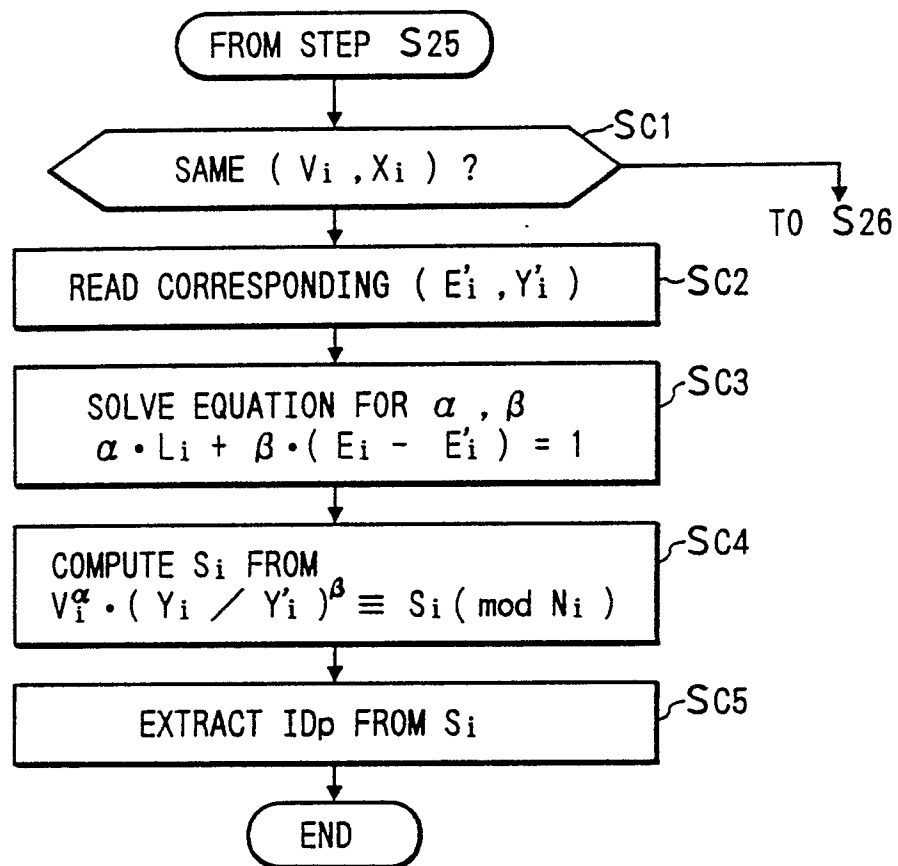 FROM STEP S25
SC1
SAME ( Vi , Xi ) ?
TO S26
READ CORRESPONDING ( E'i , Y'i )
SC2
SC3
SOLVE EQUATION FOR α , β
α • Li + β • ( Ei - E'i ) = 1
SC4
COMPUTE Si FROM
Vi^α • ( Yi / Y'i )^β ≡ Si ( mod Ni )
SC5
EXTRACT IDp FROM Si
END